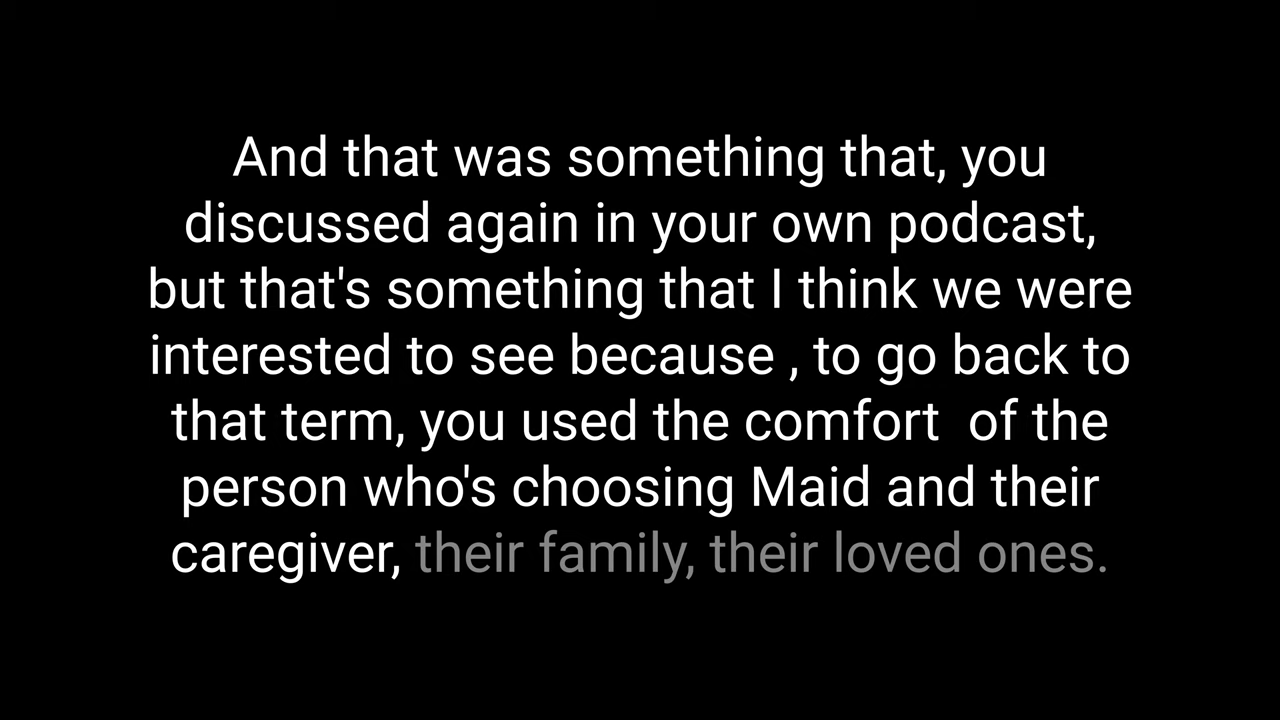 And that was something that, you
discussed again in your own podcast,
but that's something that I think we were
interested to see because , to go back to
that term, you used the comfort  of the
person who's choosing Maid and their
caregiver, their family, their loved ones.